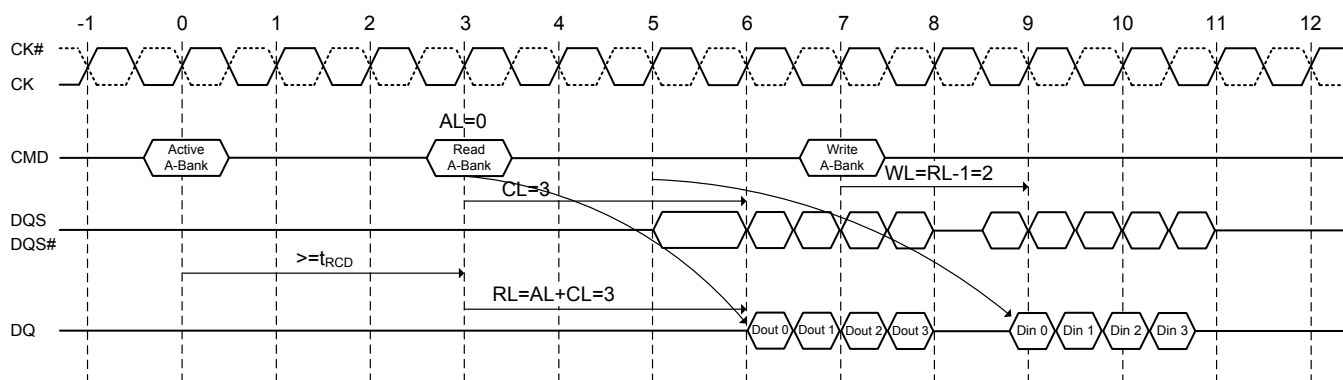 -1 0 1 2 3 4 5 6 7 8 9 10 11 12
CK#
CK
AL=0
CMD
Active
A-Bank
Read
A-Bank
Write
A-Bank
CL=3
WL=RL-1=2
DQS
DQS#
>=tRCD
RL=AL+CL=3
DQ
Dout 0 Dout 1 Dout 2 Dout 3 Din 0 Din 1 Din 2 Din 3